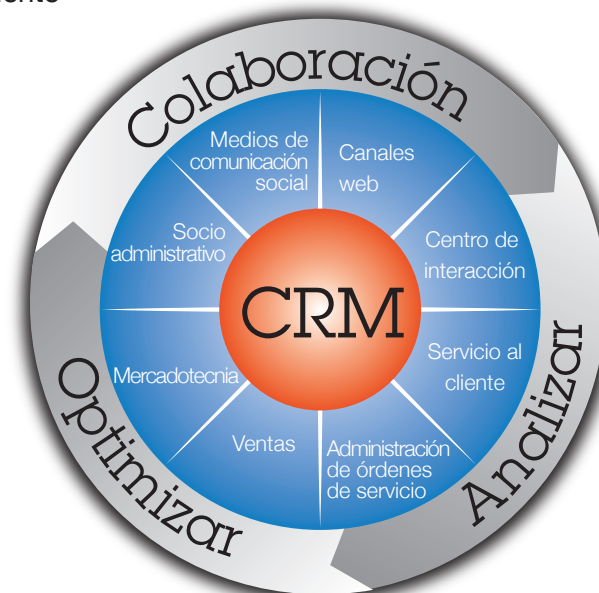 Colaboración
Medios de
comunicación
social
Canales
web
Socio
administrativo
Centro de
interacción
CRM
Mercadotecnia
Servicio al
cliente
Ventas
Administración
de órdenes
de servicio
Optimizar
Analizar